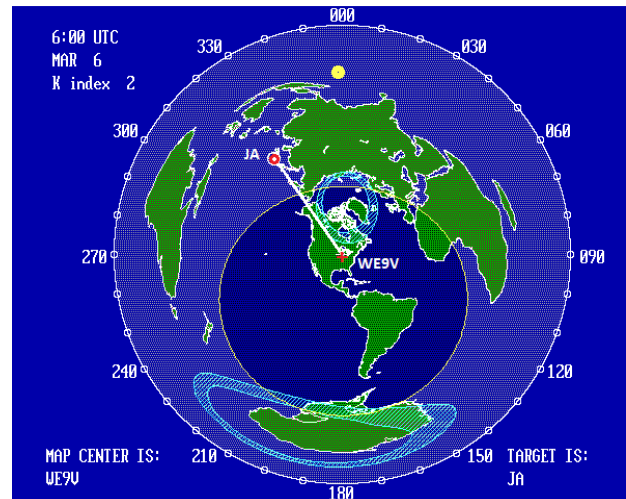 000
6:00 UTC
MAR 6
K index 2
330
030
300
060
JA
270
WE9V
090
240
120
MAP CENTER IS:
210
150
TARGET IS:
WE9V
180
JA